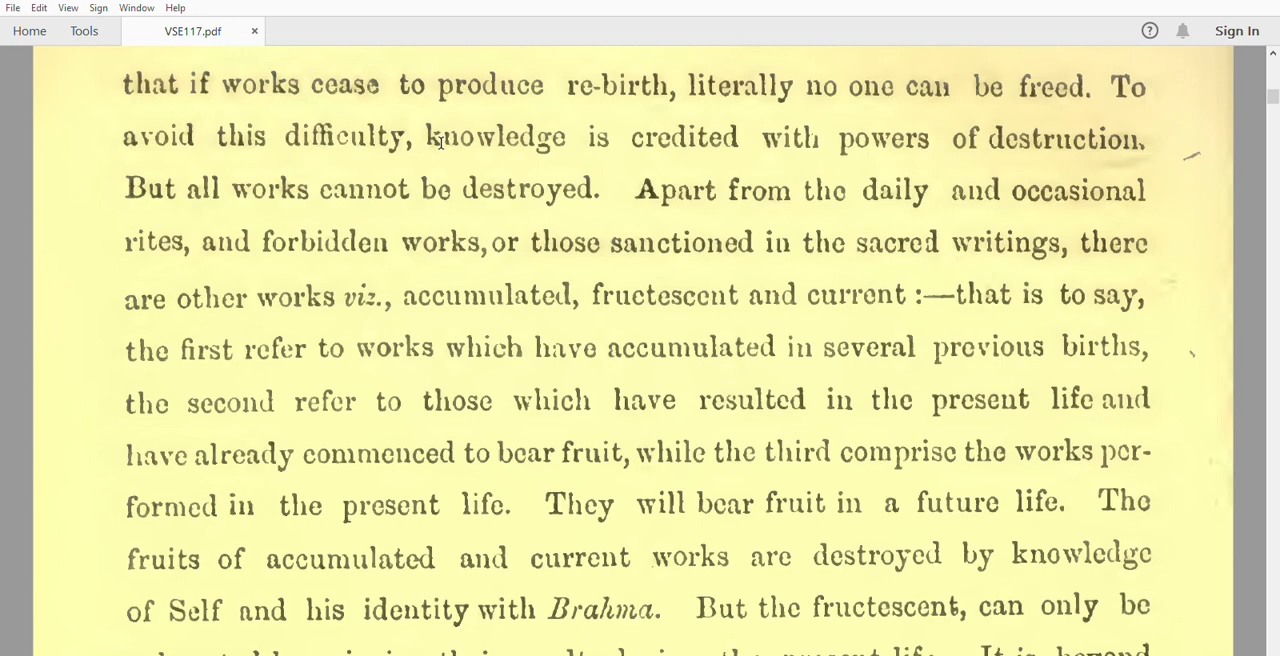 File Edit View Sign Window Help
Home Tools VSE117.pdf × ? Sign In
that if works cease to produce re-birth, literally no one can be freed. To
avoid this difficulty, knowledge is credited with powers of destruction.
But all works cannot be destroyed. Apart from the daily and occasional
rites, and forbidden works, or those sanctioned in the sacred writings, there
are other works viz., accumulated, fructescent and current :—that is to say,
the first refer to works which have accumulated in several previous births,
the second refer to those which have resulted in the present life and
have already commenced to bear fruit, while the third comprise the works per-
formed in the present life. They will bear fruit in a future life. The
fruits of accumulated and current works are destroyed by knowledge
of Self and his identity with Brahma. But the fructescent, can only be
the present life. It is beyond